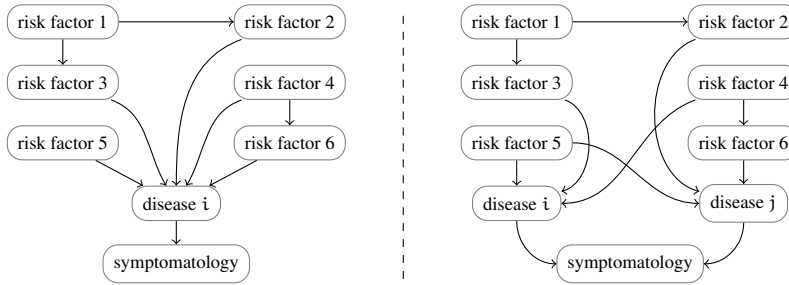 risk factor 1
risk factor 2
risk factor 3
risk factor 4
risk factor 5
risk factor 6
disease i
symptomatology
risk factor 1
risk factor 2
risk factor 3
risk factor 4
risk factor 5
risk factor 6
disease i
disease j
symptomatology